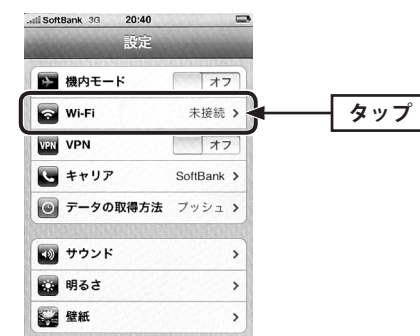 SoftBank 3G 20:40
設定
機内モード オフ
Wi-Fi 未接続
タップ
VPN VPN オフ
キャリア SoftBank
データの取得方法 プッシュ
サウンド
明るさ
壁紙